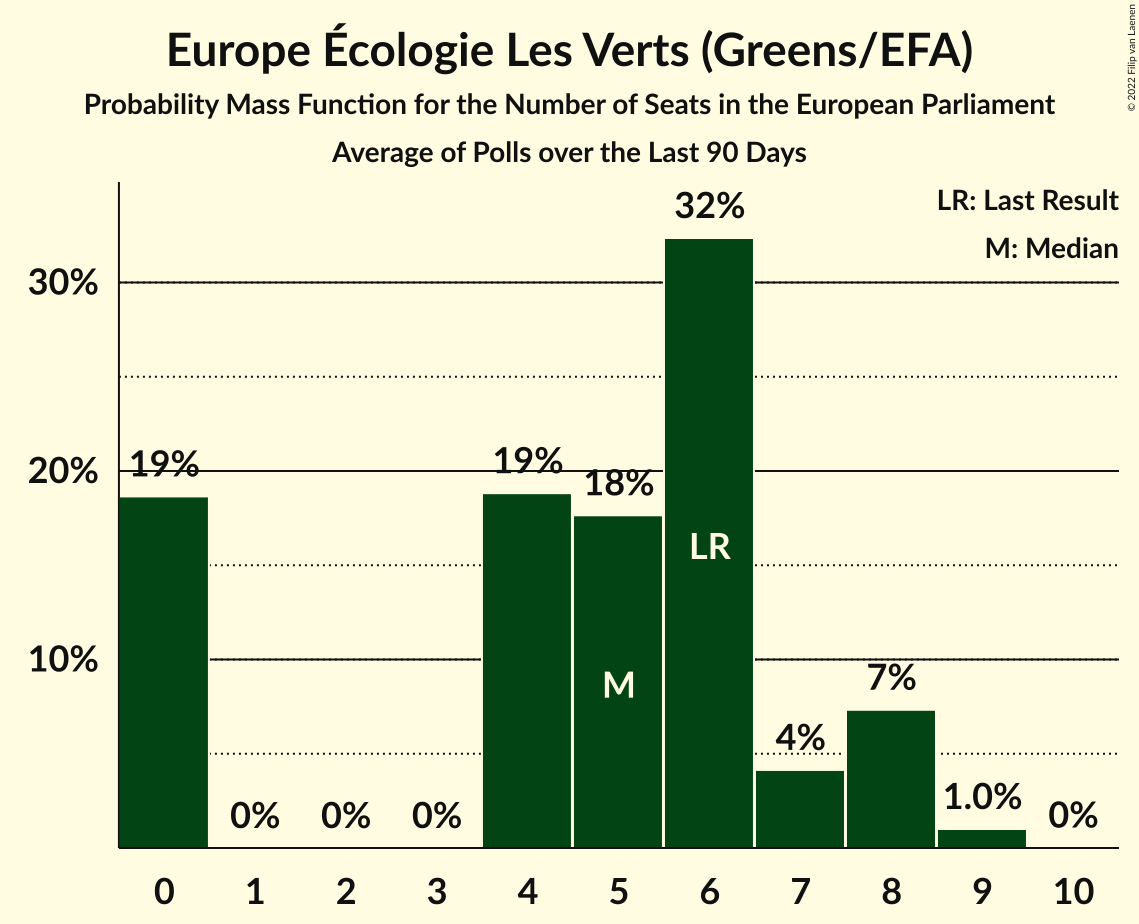 Europe Écologie Les Verts (Greens/EFA)
Probability Mass Function for the Number of Seats in the European Parliament
Average of Polls over the Last 90 Days
© 2022 Filip van Laenen
LR: Last Result
M: Median
32%
30%
20%
19%
19%
18%
LR
10%
M
7%
4%
1.0%
0%
0%
0%
0%
0 1 2 3 4 5 6 7 8 9 10